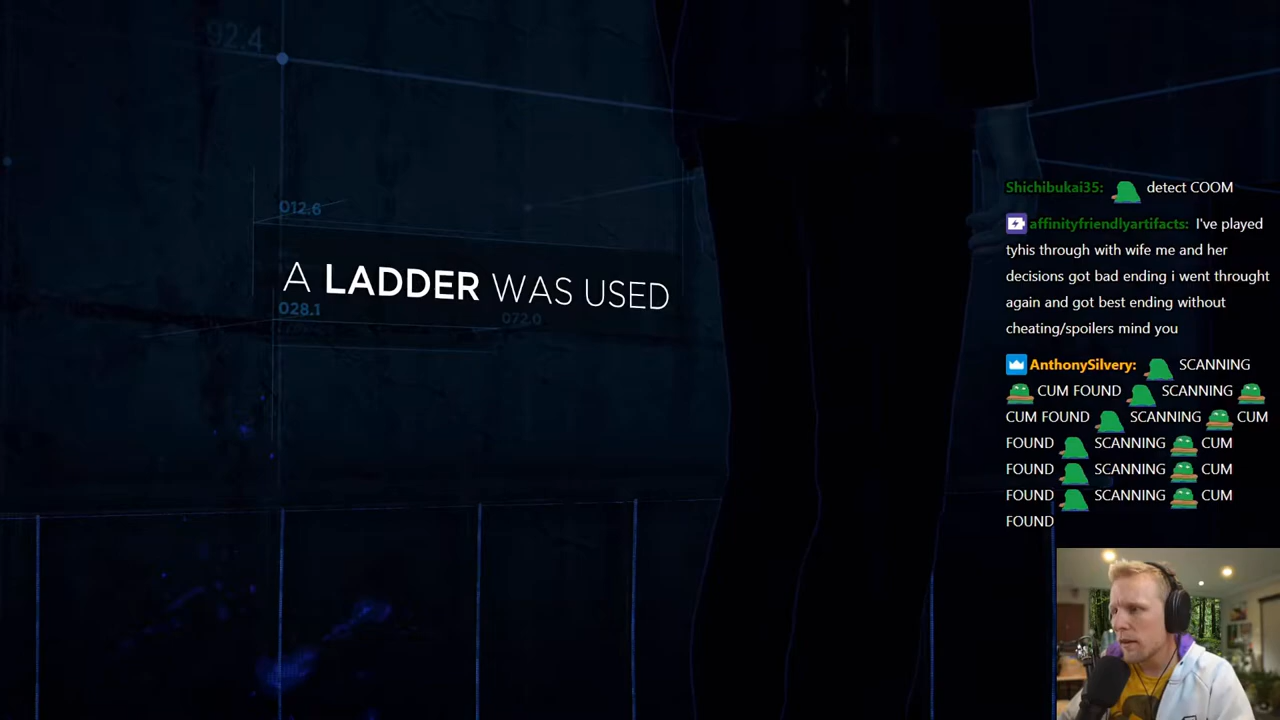 92.4
012.6
A LADDER WAS USED
028.1
072.0
Shichibukai35: detect COOM
affinityfriendlyartifacts: I've played
tyhis through with wife me and her
decisions got bad ending i went throught
again and got best ending without
cheating/spoilers mind you
AnthonySilvery: SCANNING
CUM FOUND SCANNING
CUM FOUND SCANNING CUM
FOUND SCANNING CUM
FOUND SCANNING CUM
FOUND SCANNING CUM
FOUND